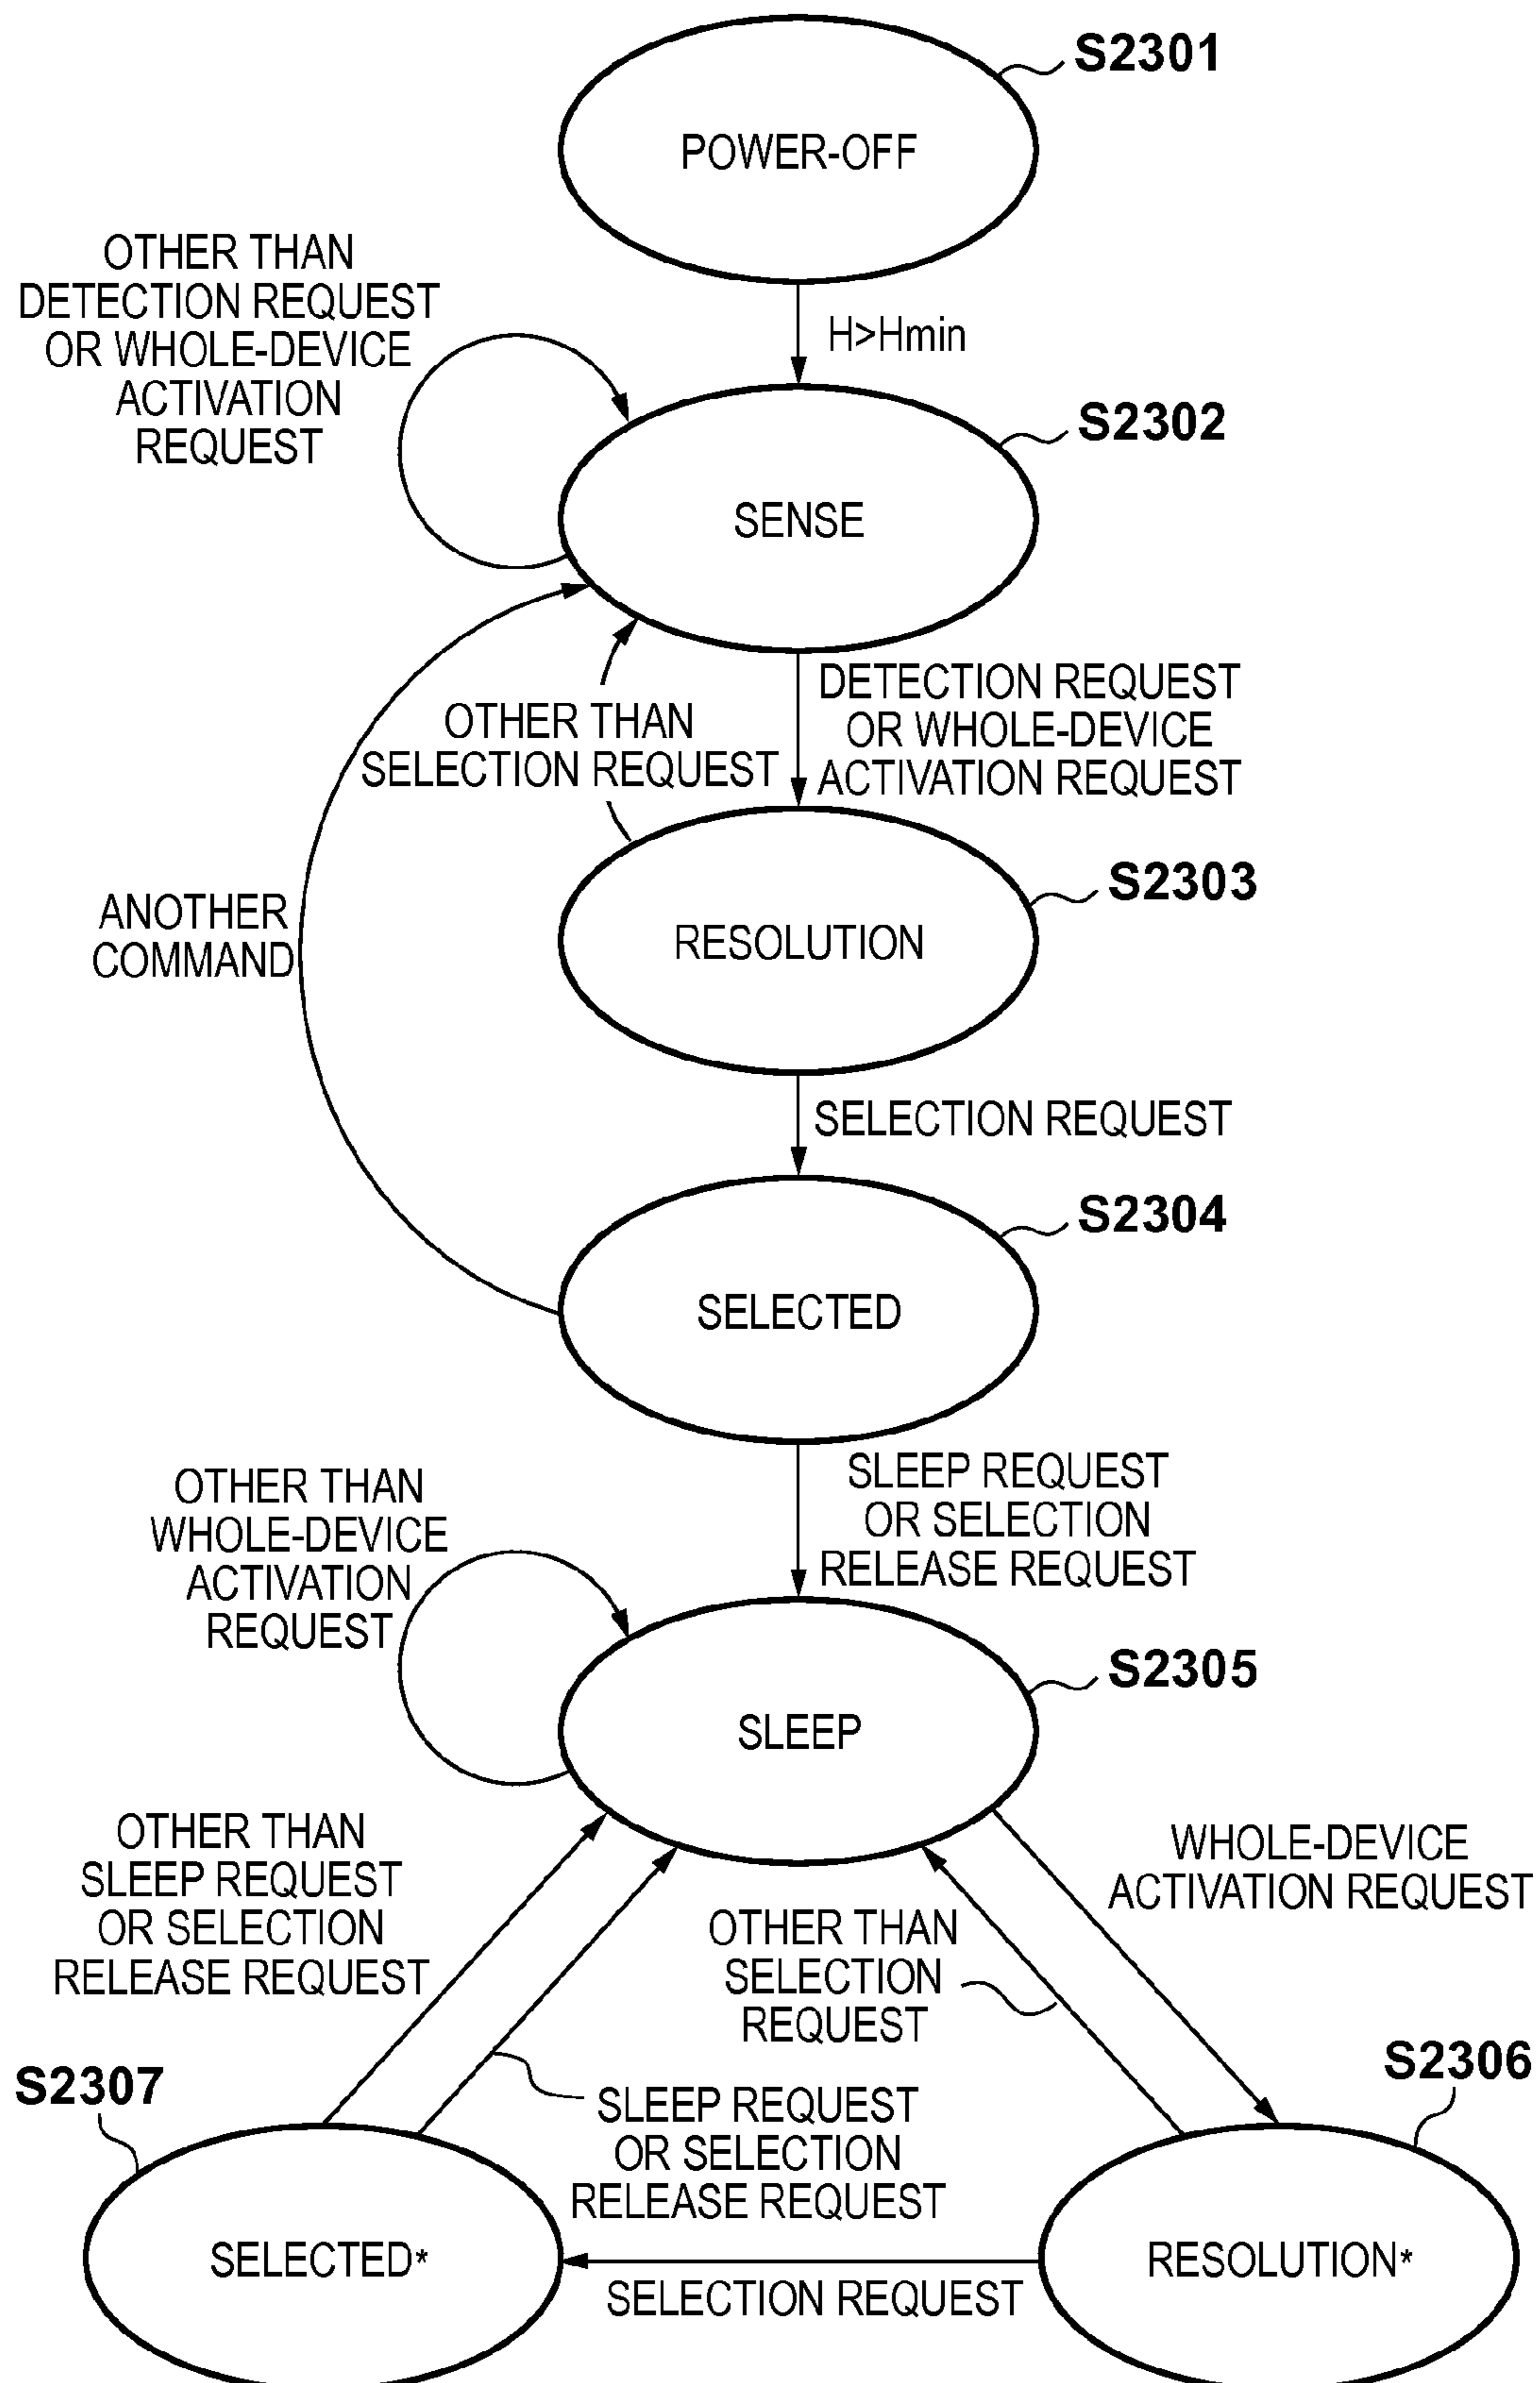 S2301
POWER-OFF
OTHER THAN
DETECTION REQUEST
OR WHOLE-DEVICE
ACTIVATION
REQUEST
H>Hmin
S2302
SENSE
DETECTION REQUEST
OR WHOLE-DEVICE
ACTIVATION REQUEST
OTHER THAN
SELECTION REQUEST
S2303
RESOLUTION
ANOTHER
COMMAND
SELECTION REQUEST
S2304
SELECTED
SLEEP REQUEST
OR SELECTION
RELEASE REQUEST
OTHER THAN
WHOLE-DEVICE
ACTIVATION
REQUEST
S2305
SLEEP
OTHER THAN
SLEEP REQUEST
OR SELECTION
RELEASE REQUEST
WHOLE-DEVICE
ACTIVATION REQUEST
OTHER THAN
SELECTION
REQUEST
S2307
S2306
SLEEP REQUEST
OR SELECTION
RELEASE REQUEST
SELECTED*
RESOLUTION*
SELECTION REQUEST